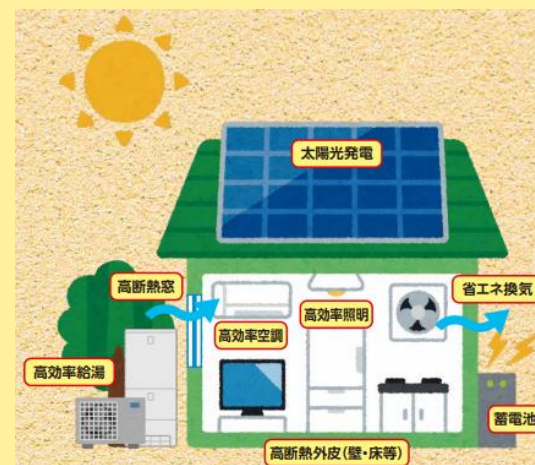 太陽光発電
高断熱窓
省エネ換気
高効率照明
高効率空調
高効率給湯
蓄電池
高断熱外皮(壁・床等)